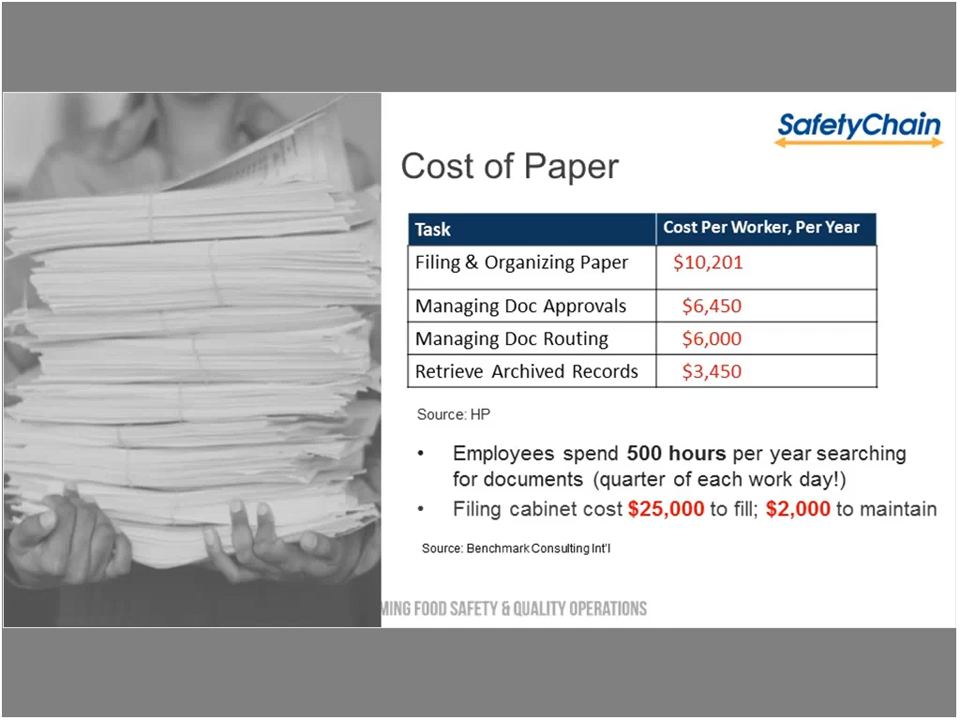 SafetyChain
Cost of Paper
Task Cost Per Worker, Per Year
Filing & Organizing Paper $10,201
Managing Doc Approvals $6,450
Managing Doc Routing $6,000
Retrieve Archived Records $3,450
Source: HP
• Employees spend 500 hours per year searching
for documents (quarter of each work day!)
• Filing cabinet cost $25,000 to fill; $2,000 to maintain
Source: Benchmark Consulting Int'l
MING FOOD SAFETY & QUALITY OPERATIONS